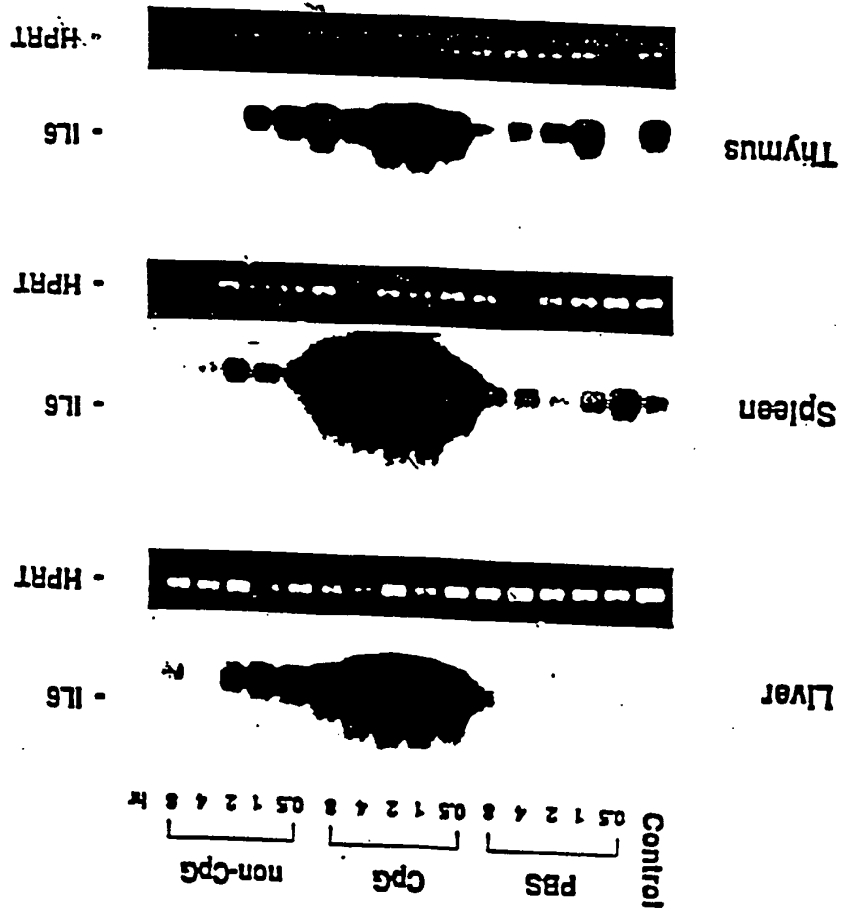 Control
PBS CpG non-CpG
0.5 1 2 4 8 0.5 1 2 4 8 0.5 1 2 4 8 hr
Liver - IL6
- HPRT
Spleen - IL6
- HPRT
Thymus - IL6
- HPRT